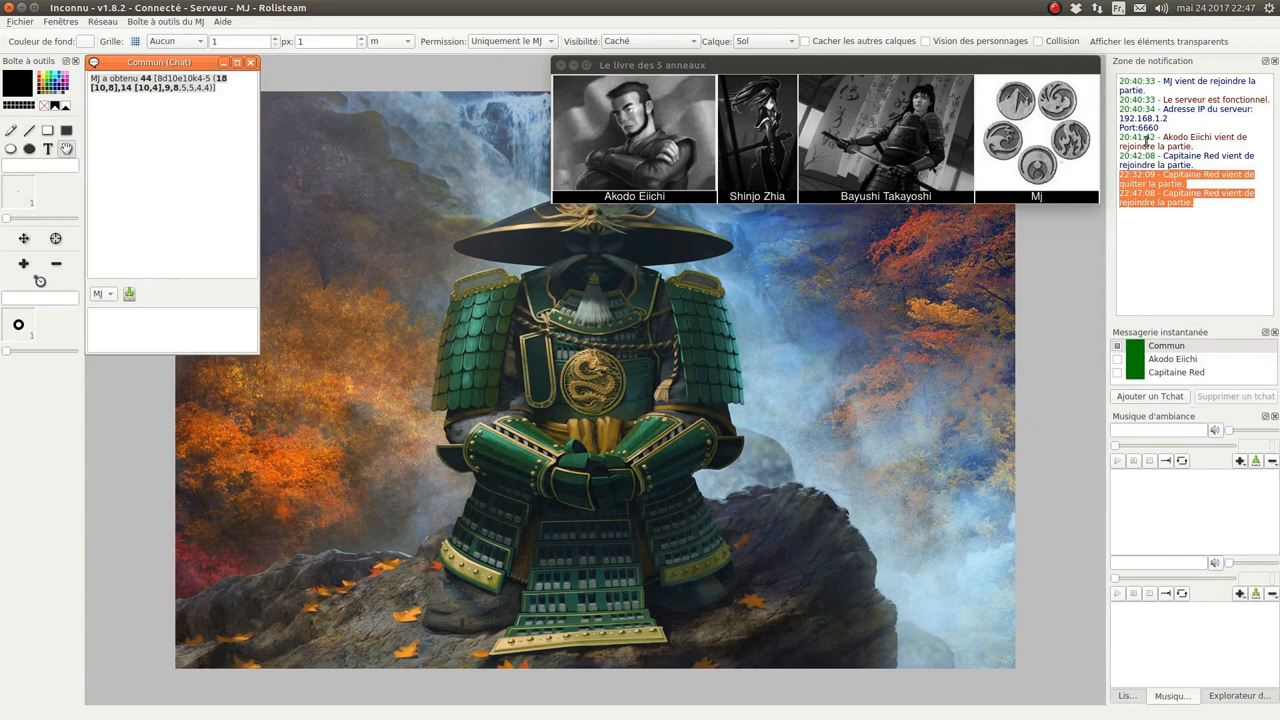 Inconnu - v1.8.2 - Connecté - Serveur - MJ - Rolisteam
Fr₁
mai 24 2017 22:47
Fichier Fenêtres Réseau Boîte à outils du MJ Aide
Couleur de fond: Grille: Aucun 1 px: 1 m Permission: Uniquement le MJ Visibilité: Caché Calque: Sol Cacher les autres calques Vision des personnages Collision Afficher les éléments transparents
Boîte à outils
T
1
1
Commun (Chat)
MJ a obtenu 44 [8d10e10k4-5 (18
[10,8],14 [10,4],9,8,5,5,4,4)]
MJ
Le livre des 5 anneaux
Akodo Eiichi
Shinjo Zhia
Bayushi Takayoshi
Mj
Zone de notification
20:40:33 - MJ vient de rejoindre la
partie.
20:40:33 - Le serveur est fonctionnel.
20:40:34 - Adresse IP du serveur:
192.168.1.2
Port:6660
20:41:42 - Akodo Eiichi vient de
rejoindre la partie.
20:42:08 - Capitaine Red vient de
rejoindre la partie.
22:32:09 - Capitaine Red vient de
quitter la partie.
22:47:08 - Capitaine Red vient de
rejoindre la partie.
Messagerie instantanée
Commun
Akodo Eiichi
Capitaine Red
Ajouter un Tchat Supprimer un tchat
Musique d'ambiance
Lis... Musiqu... Explorateur d...